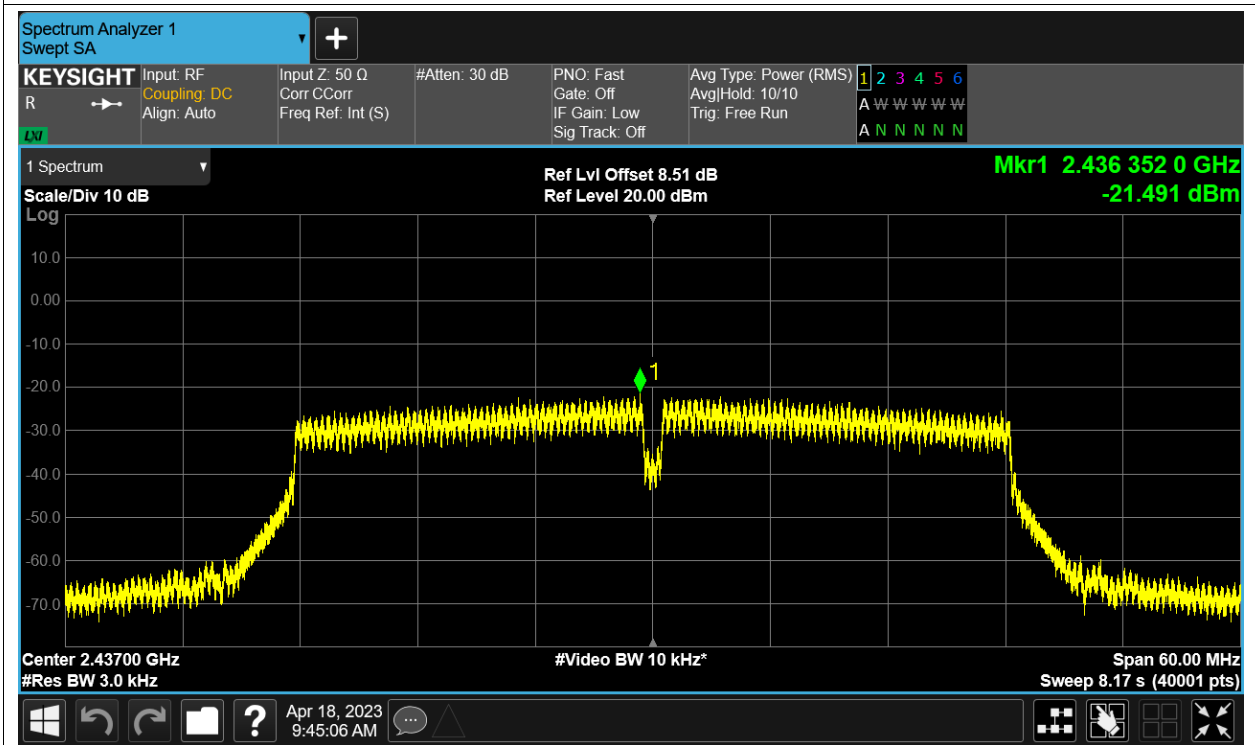 Spectrum Analyzer 1
Swept SA
KEYSIGHT
R
LXI
Input: RF
Coupling: DC
Align: Auto
Input Z: 50 Ω
Corr CCorr
Freq Ref: Int (S)
#Atten: 30 dB
PNO: Fast
Gate: Off
IF Gain: Low
Sig Track: Off
Avg Type: Power (RMS)
Avg|Hold: 10/10
Trig: Free Run
1 2 3 4 5 6
A W W W W W
A N N N N N
1 Spectrum
Scale/Div 10 dB
Log
Ref Lvl Offset 8.51 dB
Ref Level 20.00 dBm
Mkr1 2.436 352 0 GHz
-21.491 dBm
10.0
0.00
-10.0
-20.0
-30.0
-40.0
-50.0
-60.0
-70.0
1
Center 2.43700 GHz
#Res BW 3.0 kHz
#Video BW 10 kHz*
Span 60.00 MHz
Sweep 8.17 s (40001 pts)
?
Apr 18, 2023
9:45:06 AM